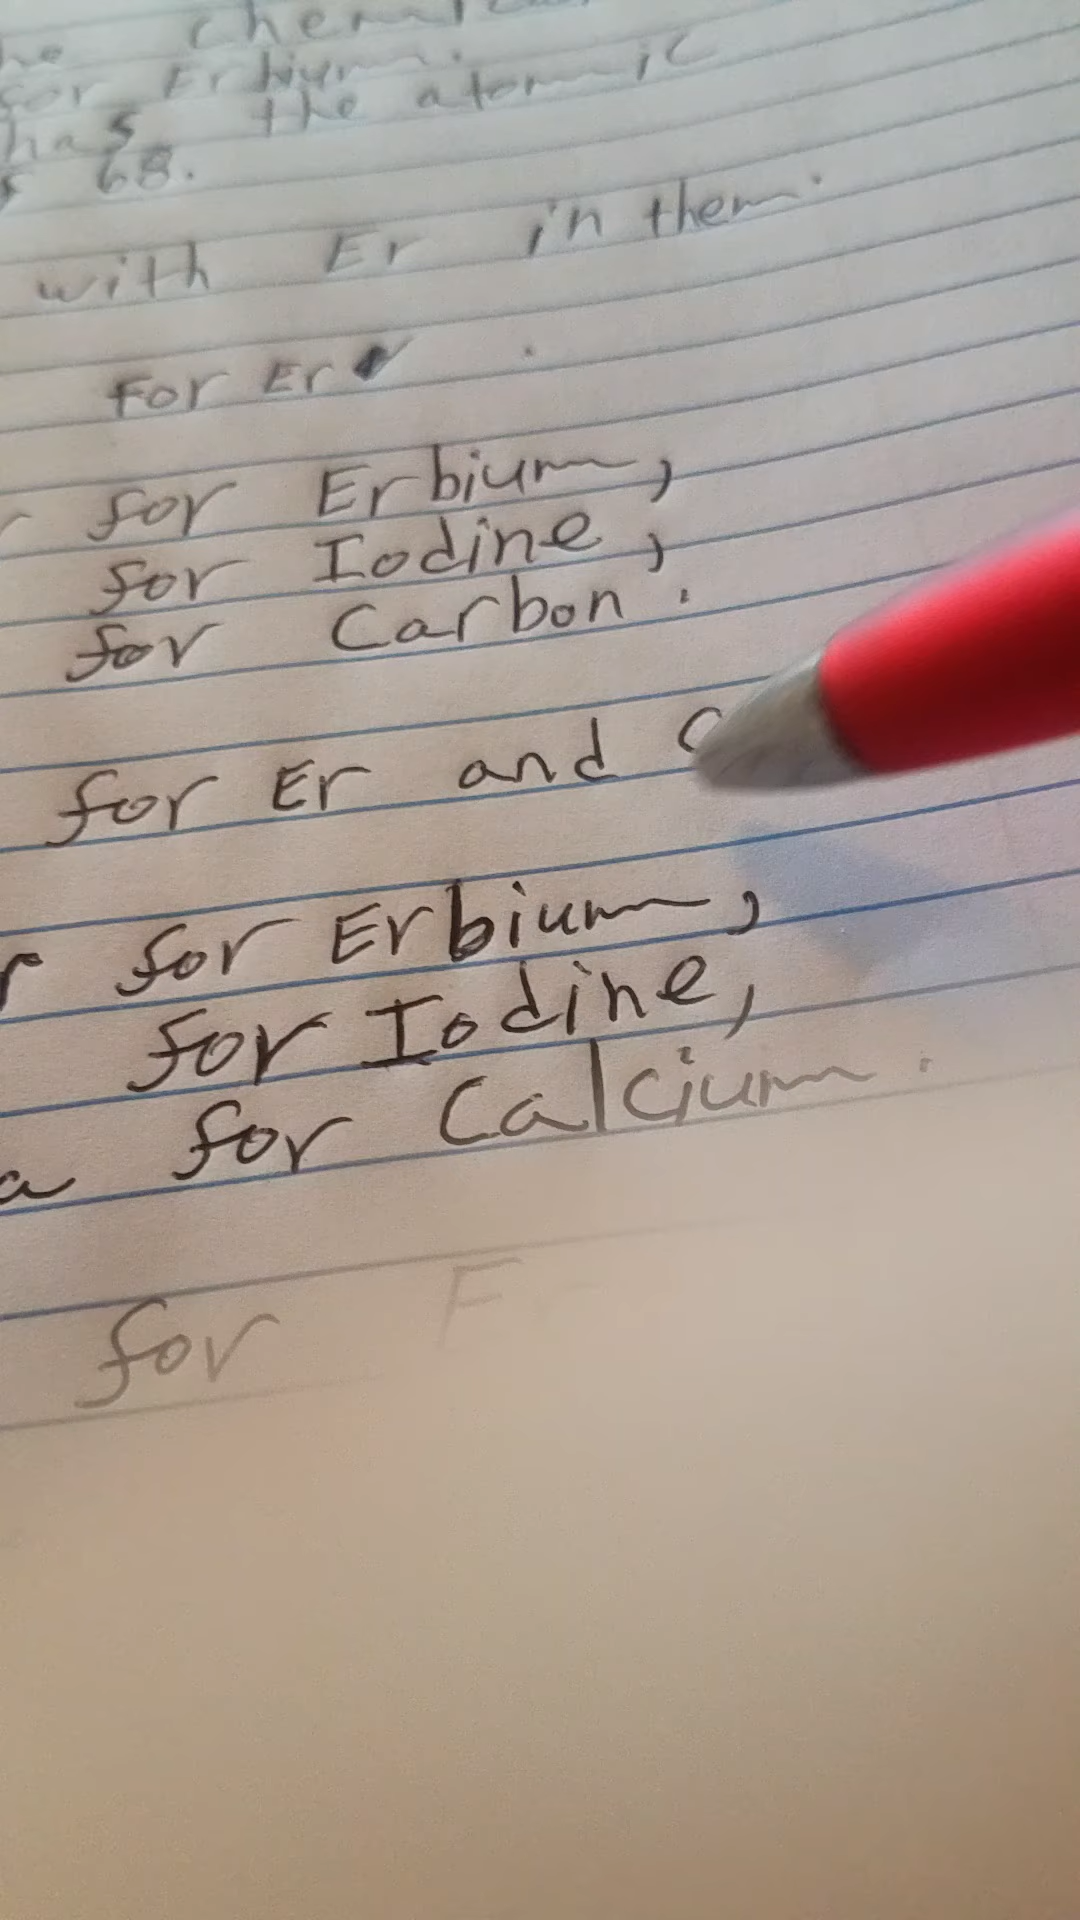 he
for Erbium.
has the atomic
68.
with Er in them.
For Er
for Erbium,
for Iodine,
for Carbon.
for Er and
r for Erbium,
for Iodine,
a for Calcium.
for